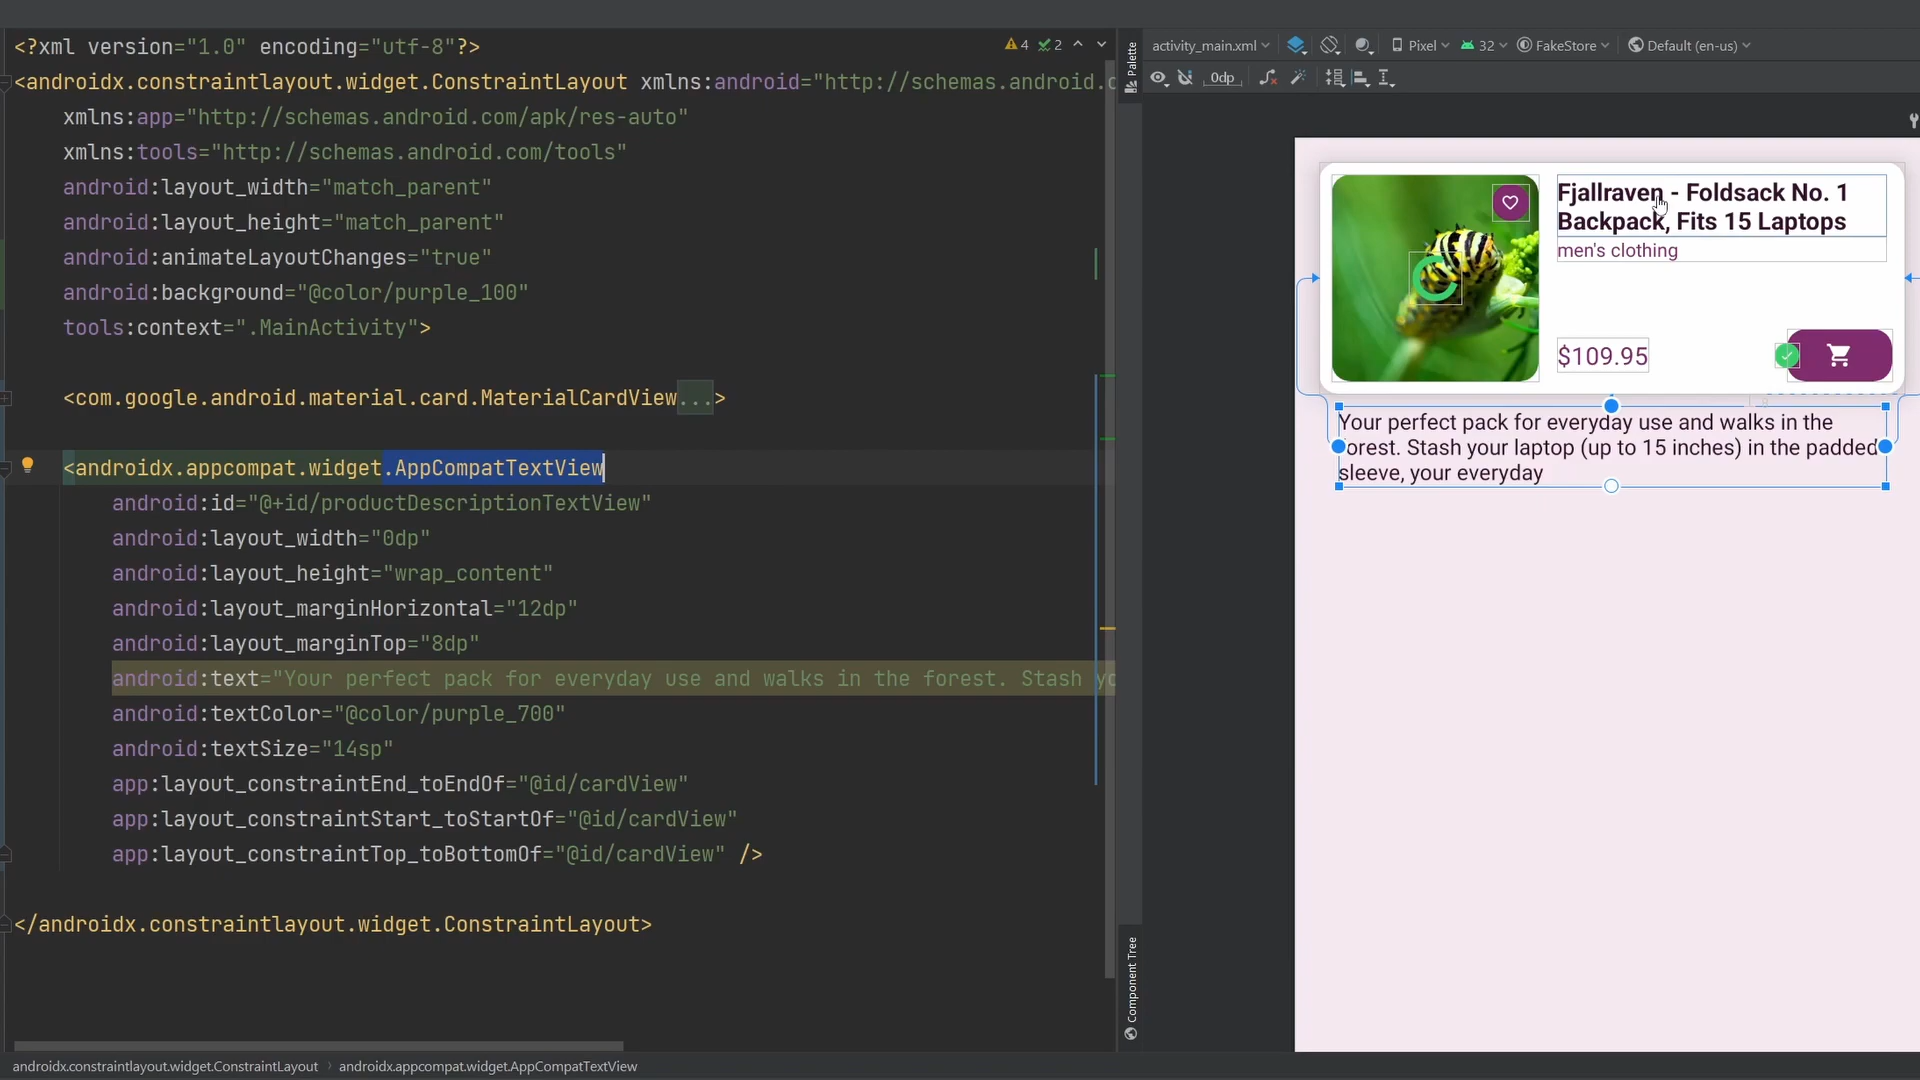 <?xml version="1.0" encoding="utf-8"?>
<androidx.constraintlayout.widget.ConstraintLayout xmlns:android="http://schemas.android.c
xmlns:app="http://schemas.android.com/apk/res-auto"
xmlns:tools="http://schemas.android.com/tools"
android:layout_width="match_parent"
android:layout_height="match_parent"
android:animateLayoutChanges="true"
android:background="@color/purple_100"
tools:context=".MainActivity">
<com.google.android.material.card.MaterialCardView...>
<androidx.appcompat.widget.AppCompatTextView
android:id="@+id/productDescriptionTextView"
android:layout_width="0dp"
android:layout_height="wrap_content"
android:layout_marginHorizontal="12dp"
android:layout_marginTop="8dp"
android:text="Your perfect pack for everyday use and walks in the forest. Stash yo
android:textColor="@color/purple_700"
android:textSize="14sp"
app:layout_constraintEnd_toEndOf="@id/cardView"
app:layout_constraintStart_toStartOf="@id/cardView"
app:layout_constraintTop_toBottomOf="@id/cardView" />
</androidx.constraintlayout.widget.ConstraintLayout>
4 2
androidx.constraintlayout.widget.ConstraintLayout › androidx.appcompat.widget.AppCompatTextView
Palette
Component Tree
activity_main.xml Pixel 32 FakeStore Default (en-us)
0dp
Fjallraven - Foldsack No. 1
Backpack, Fits 15 Laptops
men's clothing
$109.95
Your perfect pack for everyday use and walks in the
forest. Stash your laptop (up to 15 inches) in the padded
sleeve, your everyday